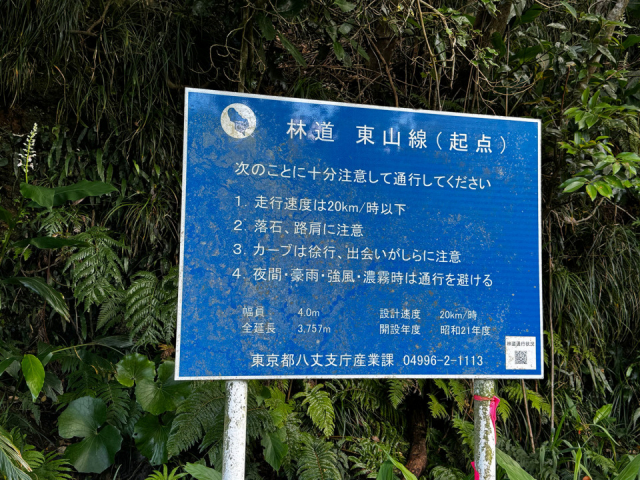 林道 東山線（起点）
次のことに十分注意して通行してください
1. 走行速度は20km/時以下
2. 落石、路肩に注意
3. カーブは徐行、出会いがしらに注意
4. 夜間・豪雨・強風・濃霧時は通行を避ける
幅員 4.0m 設計速度 20km/時
全延長 3,757m 開設年度 昭和21年度
林道通行状況
東京都八丈支庁産業課 04996-2-1113